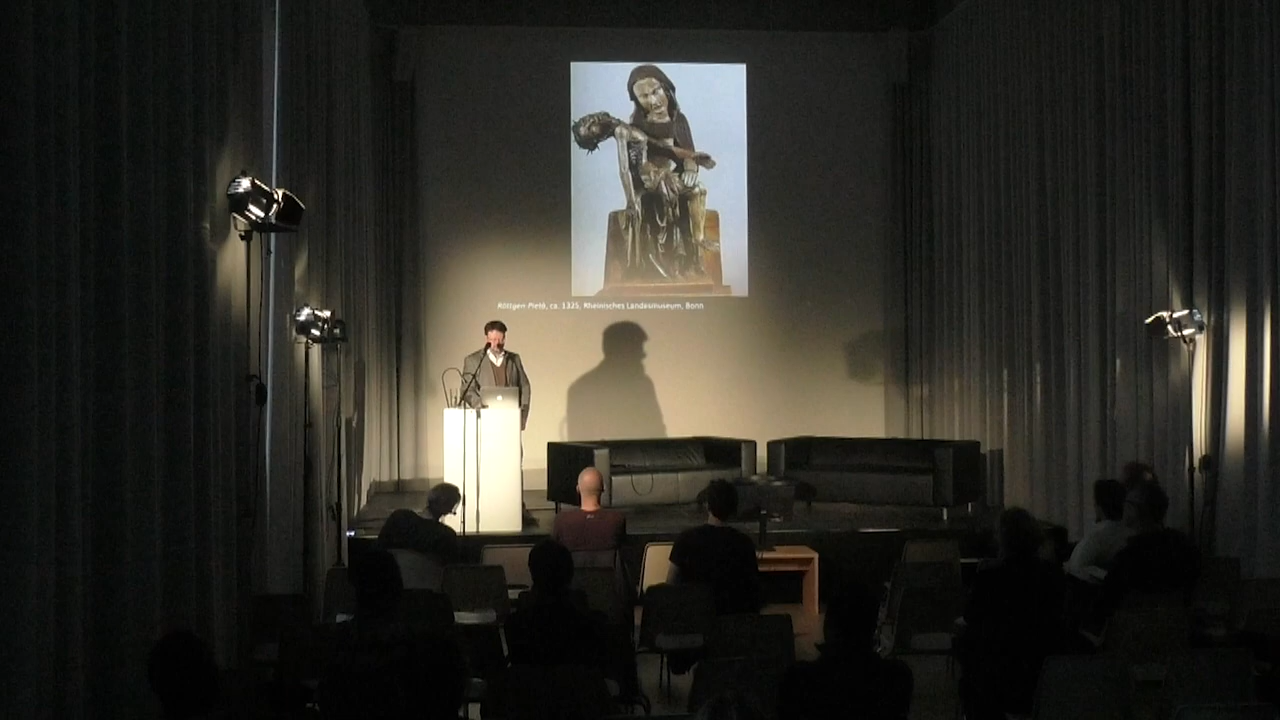 Röttgen Pietà, ca. 1325, Rheinisches Landesmuseum, Bonn